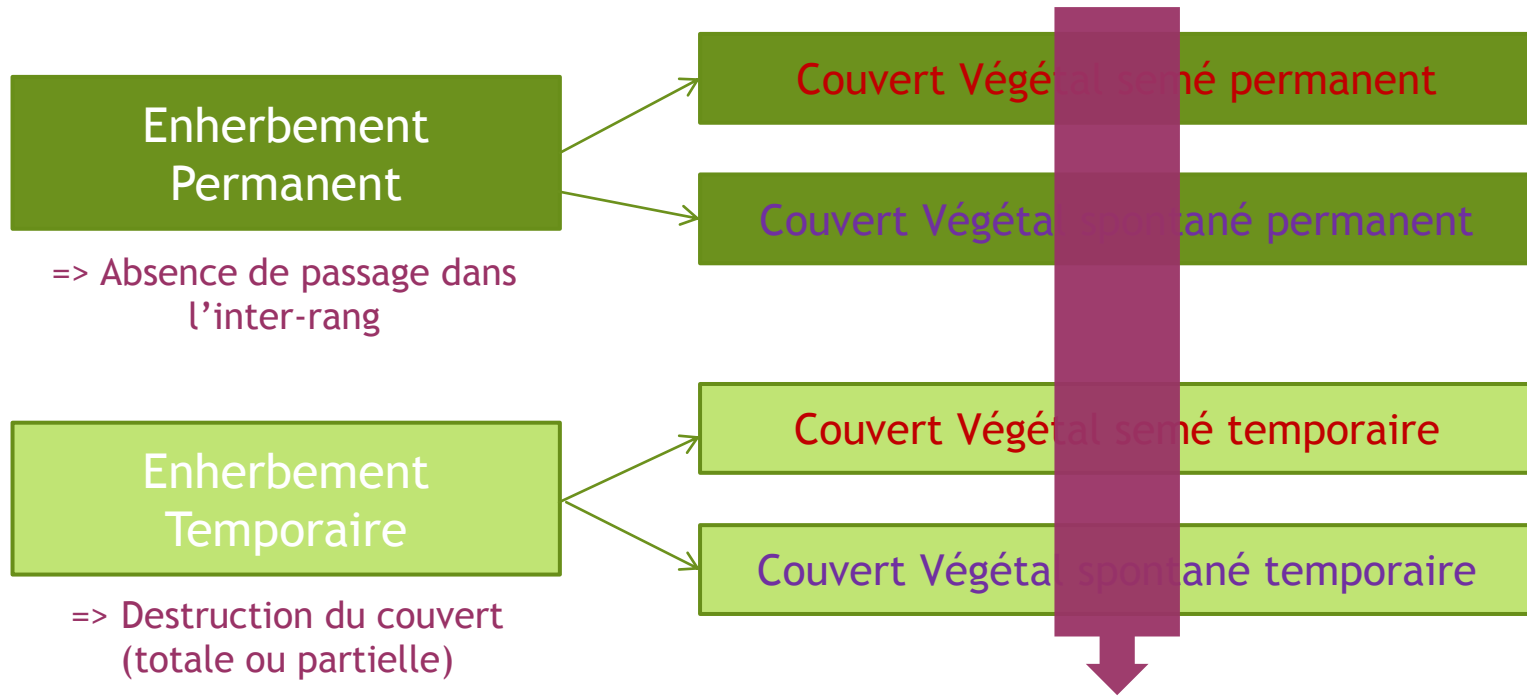 Enherbement
Permanent
=> Absence de passage dans
l’inter-rang
Couvert Végétal semé permanent
Couvert Végétal spontané permanent
Enherbement
Temporaire
=> Destruction du couvert
(totale ou partielle)
Couvert Végétal semé temporaire
Couvert Végétal spontané temporaire